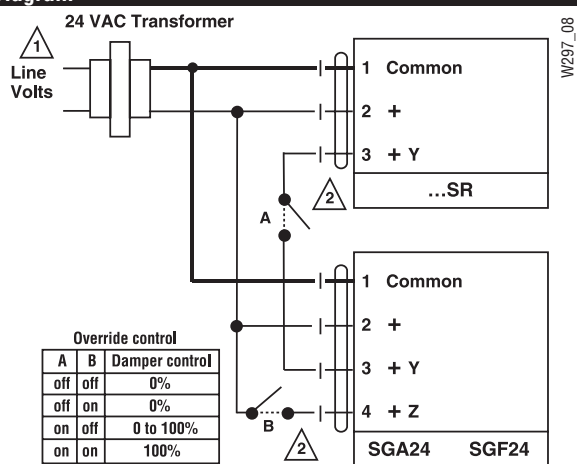 24 VAC Transformer
W297_08
1
Line
Volts
1 Common
2 +
3 + Y
2
...SR
A
1 Common
2 +
3 + Y
4 + Z
B
2
SGA24 SGF24
Override control
A B Damper control
off off 0%
off on 0%
on off 0 to 100%
on on 100%